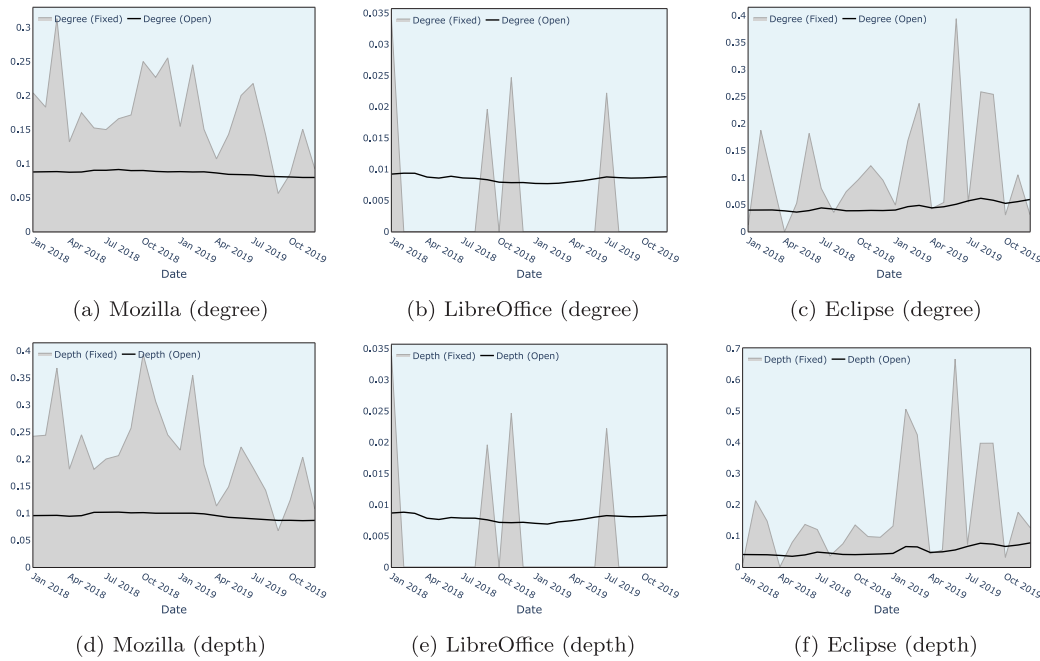 Degree (Fixed) Degree (Open)
0.3
0.25
0.2
0.15
0.1
0.05
0
Jan 2018 Apr 2018 Jul 2018 Oct 2018 Jan 2019 Apr 2019 Jul 2019 Oct 2019
Date
(a) Mozilla (degree)
Degree (Fixed) Degree (Open)
0.035
0.03
0.025
0.02
0.015
0.01
0.005
0
Jan 2018 Apr 2018 Jul 2018 Oct 2018 Jan 2019 Apr 2019 Jul 2019 Oct 2019
Date
(b) LibreOffice (degree)
Degree (Fixed) Degree (Open)
0.4
0.35
0.3
0.25
0.2
0.15
0.1
0.05
0
Jan 2018 Apr 2018 Jul 2018 Oct 2018 Jan 2019 Apr 2019 Jul 2019 Oct 2019
Date
(c) Eclipse (degree)
Depth (Fixed) Depth (Open)
0.4
0.35
0.3
0.25
0.2
0.15
0.1
0.05
0
Jan 2018 Apr 2018 Jul 2018 Oct 2018 Jan 2019 Apr 2019 Jul 2019 Oct 2019
Date
(d) Mozilla (depth)
Depth (Fixed) Depth (Open)
0.035
0.03
0.025
0.02
0.015
0.01
0.005
0
Jan 2018 Apr 2018 Jul 2018 Oct 2018 Jan 2019 Apr 2019 Jul 2019 Oct 2019
Date
(e) LibreOffice (depth)
Depth (Fixed) Depth (Open)
0.7
0.6
0.5
0.4
0.3
0.2
0.1
0
Jan 2018 Apr 2018 Jul 2018 Oct 2018 Jan 2019 Apr 2019 Jul 2019 Oct 2019
Date
(f) Eclipse (depth)